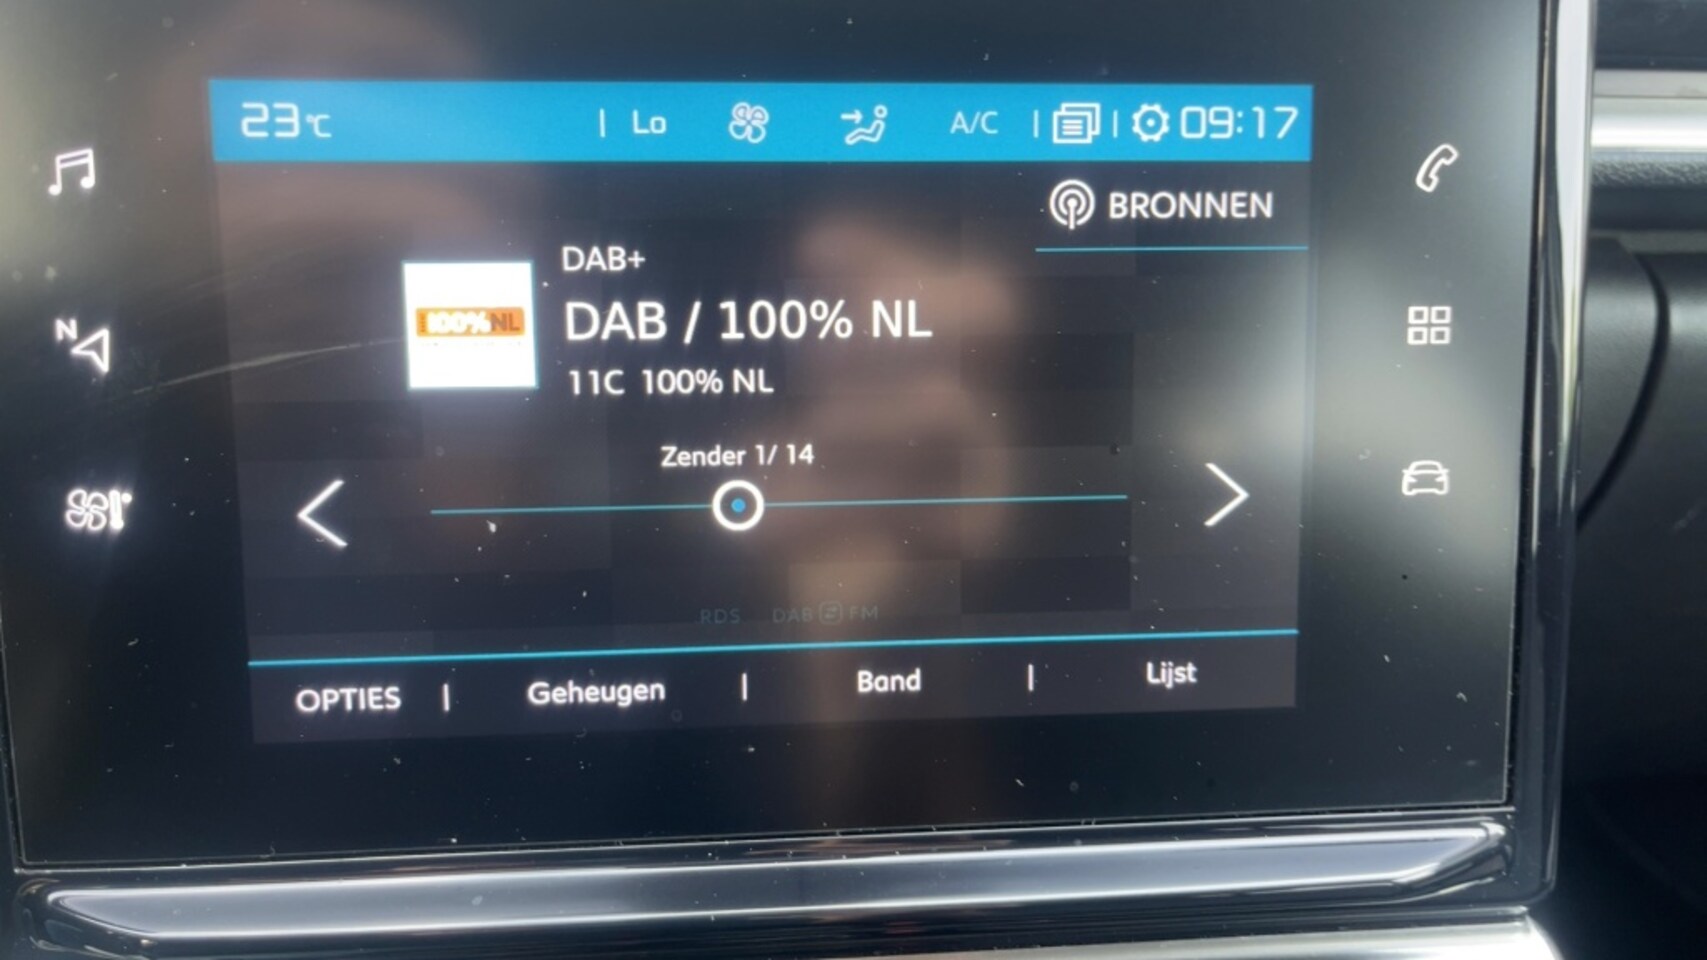 23°C | Lo A/C | | 09:17
BRONNEN
DAB+
100% NL
DAB / 100% NL
11C 100% NL
N
Zender 1/ 14
RDS DAB FM
OPTIES | Geheugen | Band | Lijst